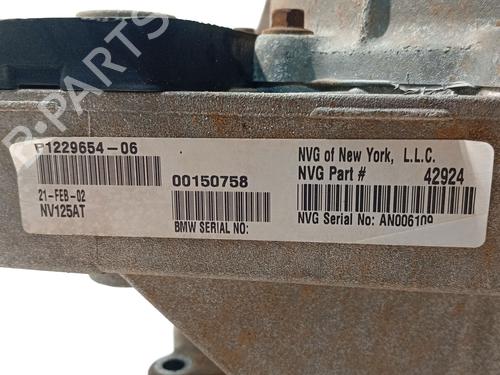 B-PARTS
P1229654-06
21-FEB-02
NV125AT
00150758
BMW SERIAL NO:
NVG of New York, L.L.C.
NVG Part # 42924
NVG Serial No: AN006109